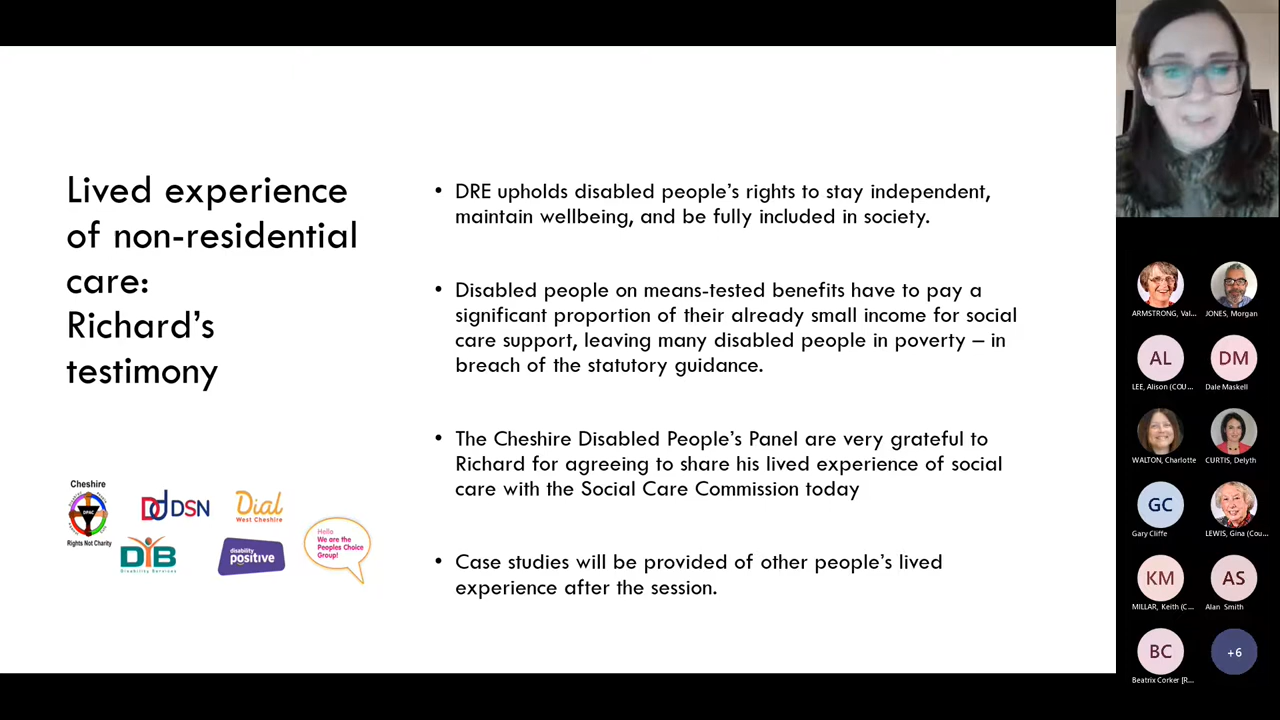 Lived experience
of non-residential
care:
Richard’s
testimony
• DRE upholds disabled people’s rights to stay independent,
maintain wellbeing, and be fully included in society.
• Disabled people on means-tested benefits have to pay a
significant proportion of their already small income for social
care support, leaving many disabled people in poverty – in
breach of the statutory guidance.
• The Cheshire Disabled People’s Panel are very grateful to
Richard for agreeing to share his lived experience of social
care with the Social Care Commission today
• Case studies will be provided of other people’s lived
experience after the session.
Cheshire
DPAC
Rights Not Charity
DSN
Dial
West Cheshire
DIB
Disability Services
disability
positive
Hello
We are the
Peoples Choice
Group!
ARMSTRONG, Val...
JONES, Morgan
AL
LEE, Alison (COU...
DM
Dale Maskell
WALTON, Charlotte
CURTIS, Delyth
GC
Gary Cliffe
LEWIS, Gina (Cou...
KM
MILLAR, Keith (C...
AS
Alan Smith
BC
Beatrix Corker [R...
+6